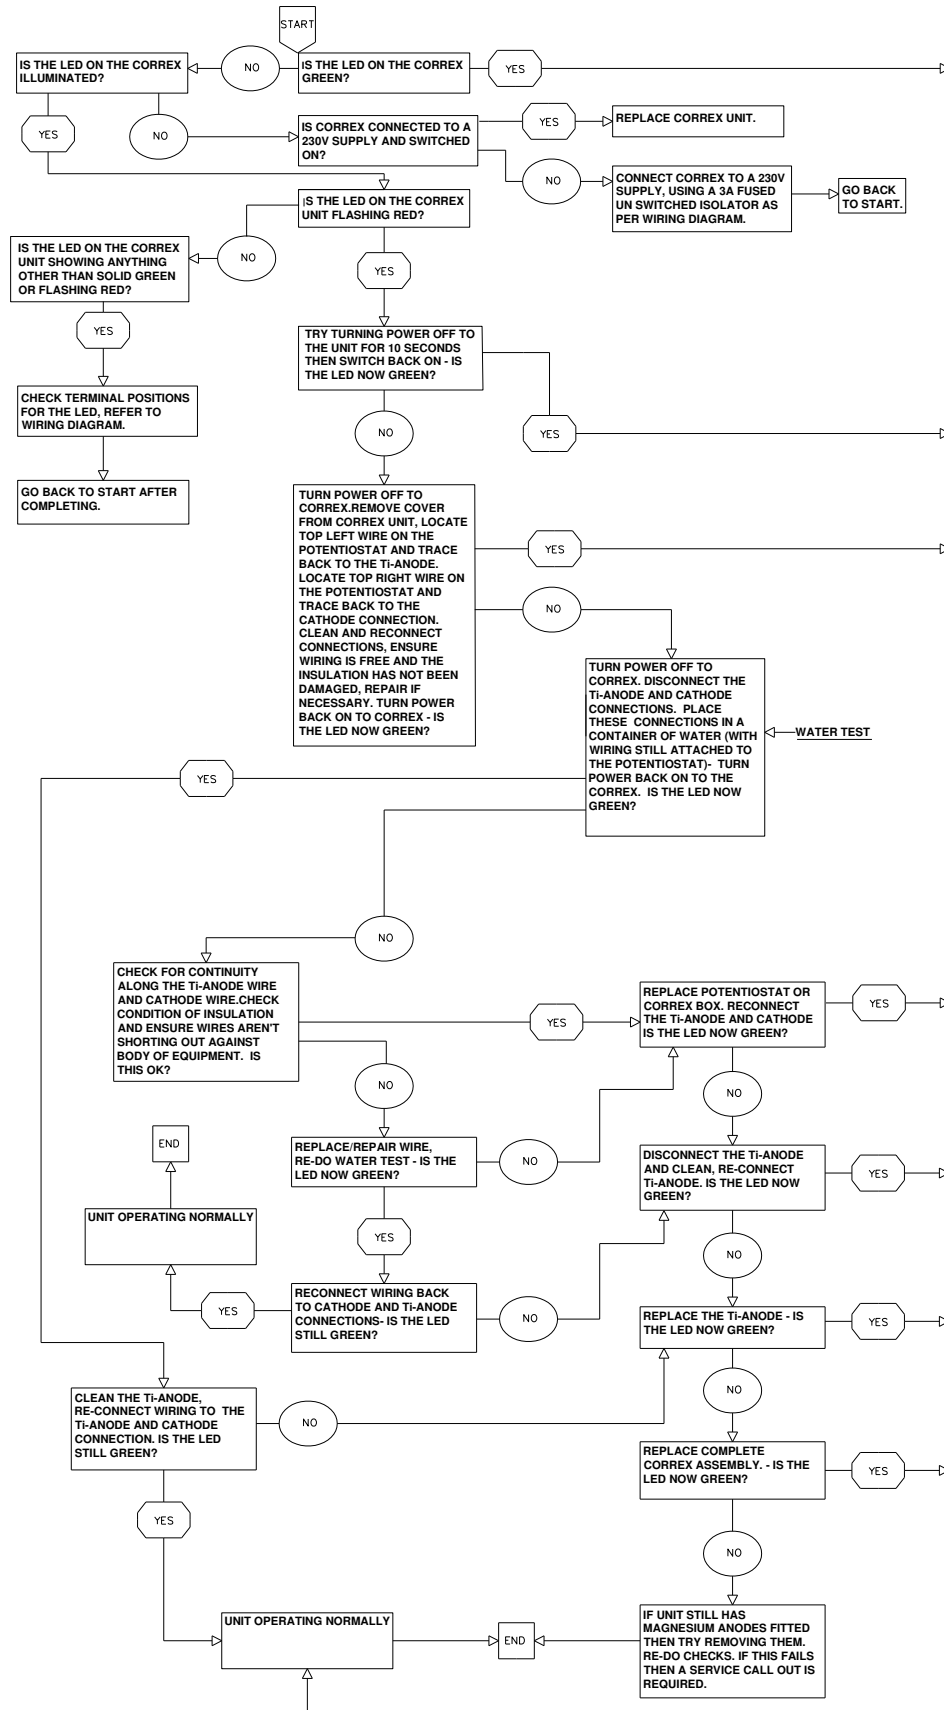 START
IS THE LED ON THE CORREX
ILLUMINATED?
NO
IS THE LED ON THE CORREX
GREEN?
YES
YES
NO
IS CORREX CONNECTED TO A
230V SUPPLY AND SWITCHED
ON?
YES
REPLACE CORREX UNIT.
NO
CONNECT CORREX TO A 230V
SUPPLY, USING A 3A FUSED
UN SWITCHED ISOLATOR AS
PER WIRING DIAGRAM.
GO BACK
TO START.
IS THE LED ON THE CORREX
UNIT FLASHING RED?
IS THE LED ON THE CORREX
UNIT SHOWING ANYTHING
OTHER THAN SOLID GREEN
OR FLASHING RED?
NO
YES
YES
TRY TURNING POWER OFF TO
THE UNIT FOR 10 SECONDS
THEN SWITCH BACK ON - IS
THE LED NOW GREEN?
CHECK TERMINAL POSITIONS
FOR THE LED, REFER TO
WIRING DIAGRAM.
NO
YES
GO BACK TO START AFTER
COMPLETING.
TURN POWER OFF TO
CORREX.REMOVE COVER
FROM CORREX UNIT, LOCATE
TOP LEFT WIRE ON THE
POTENTIOSTAT AND TRACE
BACK TO THE Ti-ANODE.
LOCATE TOP RIGHT WIRE ON
THE POTENTIOSTAT AND
TRACE BACK TO THE
CATHODE CONNECTION.
CLEAN AND RECONNECT
CONNECTIONS, ENSURE
WIRING IS FREE AND THE
INSULATION HAS NOT BEEN
DAMAGED, REPAIR IF
NECESSARY. TURN POWER
BACK ON TO CORREX - IS
THE LED NOW GREEN?
YES
NO
TURN POWER OFF TO
CORREX. DISCONNECT THE
Ti-ANODE AND CATHODE
CONNECTIONS. PLACE
THESE CONNECTIONS IN A
CONTAINER OF WATER (WITH
WIRING STILL ATTACHED TO
THE POTENTIOSTAT)- TURN
POWER BACK ON TO THE
CORREX. IS THE LED NOW
GREEN?
WATER TEST
YES
NO
CHECK FOR CONTINUITY
ALONG THE Ti-ANODE WIRE
AND CATHODE WIRE.CHECK
CONDITION OF INSULATION
AND ENSURE WIRES AREN'T
SHORTING OUT AGAINST
BODY OF EQUIPMENT. IS
THIS OK?
YES
REPLACE POTENTIOSTAT OR
CORREX BOX. RECONNECT
THE Ti-ANODE AND CATHODE
IS THE LED NOW GREEN?
YES
NO
NO
END
REPLACE/REPAIR WIRE,
RE-DO WATER TEST - IS THE
LED NOW GREEN?
NO
DISCONNECT THE Ti-ANODE
AND CLEAN, RE-CONNECT
Ti-ANODE. IS THE LED NOW
GREEN?
YES
UNIT OPERATING NORMALLY
YES
NO
YES
RECONNECT WIRING BACK
TO CATHODE AND Ti-ANODE
CONNECTIONS- IS THE LED
STILL GREEN?
NO
REPLACE THE Ti-ANODE - IS
THE LED NOW GREEN?
YES
NO
CLEAN THE Ti-ANODE,
RE-CONNECT WIRING TO THE
Ti-ANODE AND CATHODE
CONNECTION. IS THE LED
STILL GREEN?
NO
REPLACE COMPLETE
CORREX ASSEMBLY. - IS THE
LED NOW GREEN?
YES
YES
NO
UNIT OPERATING NORMALLY
END
IF UNIT STILL HAS
MAGNESIUM ANODES FITTED
THEN TRY REMOVING THEM.
RE-DO CHECKS. IF THIS FAILS
THEN A SERVICE CALL OUT IS
REQUIRED.